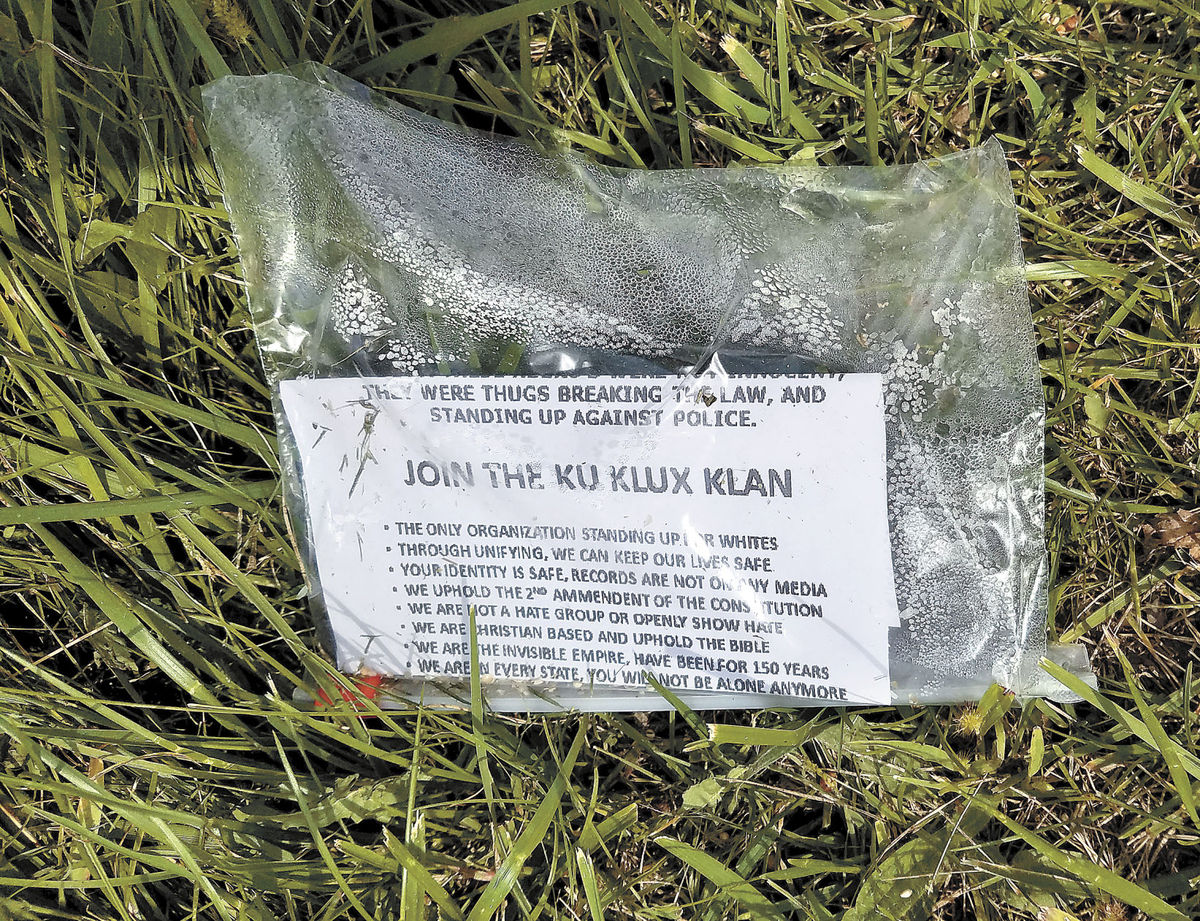 THEY WERE THUGS BREAKING THE LAW, AND
STANDING UP AGAINST POLICE.
JOIN THE KU KLUX KLAN
• THE ONLY ORGANIZATION STANDING UP FOR WHITES
• THROUGH UNIFYING, WE CAN KEEP OUR LIVES SAFE
• YOUR IDENTITY IS SAFE, RECORDS ARE NOT ON ANY MEDIA
• WE UPHOLD THE 2ND AMMENDENT OF THE CONSTITUTION
• WE ARE NOT A HATE GROUP OR OPENLY SHOW HATE
• WE ARE CHRISTIAN BASED AND UPHOLD THE BIBLE
• WE ARE THE INVISIBLE EMPIRE, HAVE BEEN FOR 150 YEARS
• WE ARE IN EVERY STATE, YOU WILL NOT BE ALONE ANYMORE